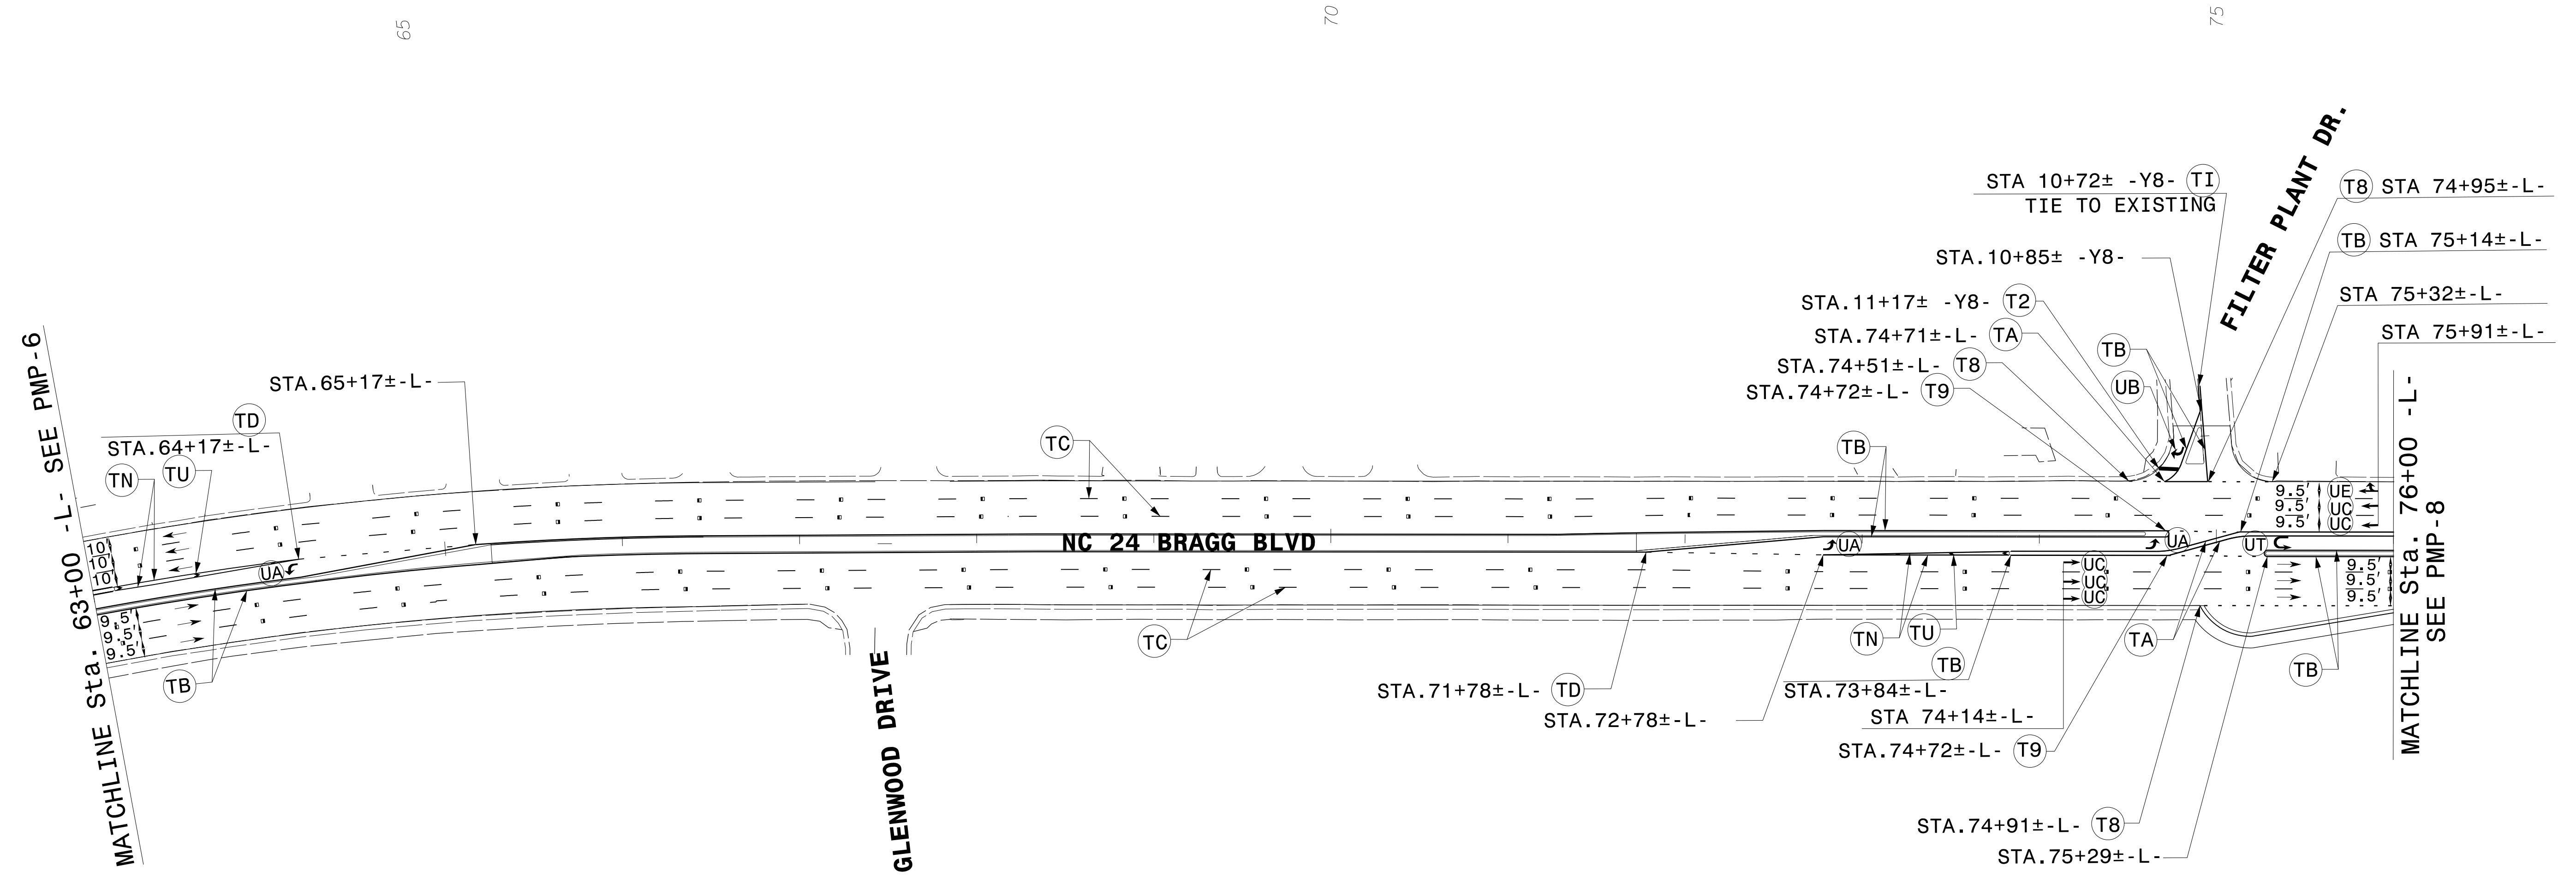 65
70
75
STA 10+72± -Y8- TI
TIE TO EXISTING
STA.10+85± -Y8-
STA.11+17± -Y8- T2
STA.74+71±-L- TA
STA.74+51±-L- T8
STA.74+72±-L- T9
TB
UB
FILTER PLANT DR.
T8 STA 74+95±-L-
TB STA 75+14±-L-
STA 75+32±-L-
STA 75+91±-L-
MATCHLINE Sta. 63+00 -L- SEE PMP-6
STA.65+17±-L-
TD
STA.64+17±-L-
TN
TU
TC
TB
10'
10'
10'
UA
9.5'
9.5'
9.5'
TB
NC 24 BRAGG BLVD
GLENWOOD DRIVE
TC
UA
UA
UT
9.5' UE
9.5' UC
9.5' UC
UC
UC
UC
9.5'
9.5'
9.5'
MATCHLINE Sta. 76+00 -L-
SEE PMP-8
TN
TU
TB
TA
TB
STA.71+78±-L- TD
STA.73+84±-L-
STA.72+78±-L-
STA 74+14±-L-
STA.74+72±-L- T9
STA.74+91±-L- T8
STA.75+29±-L-